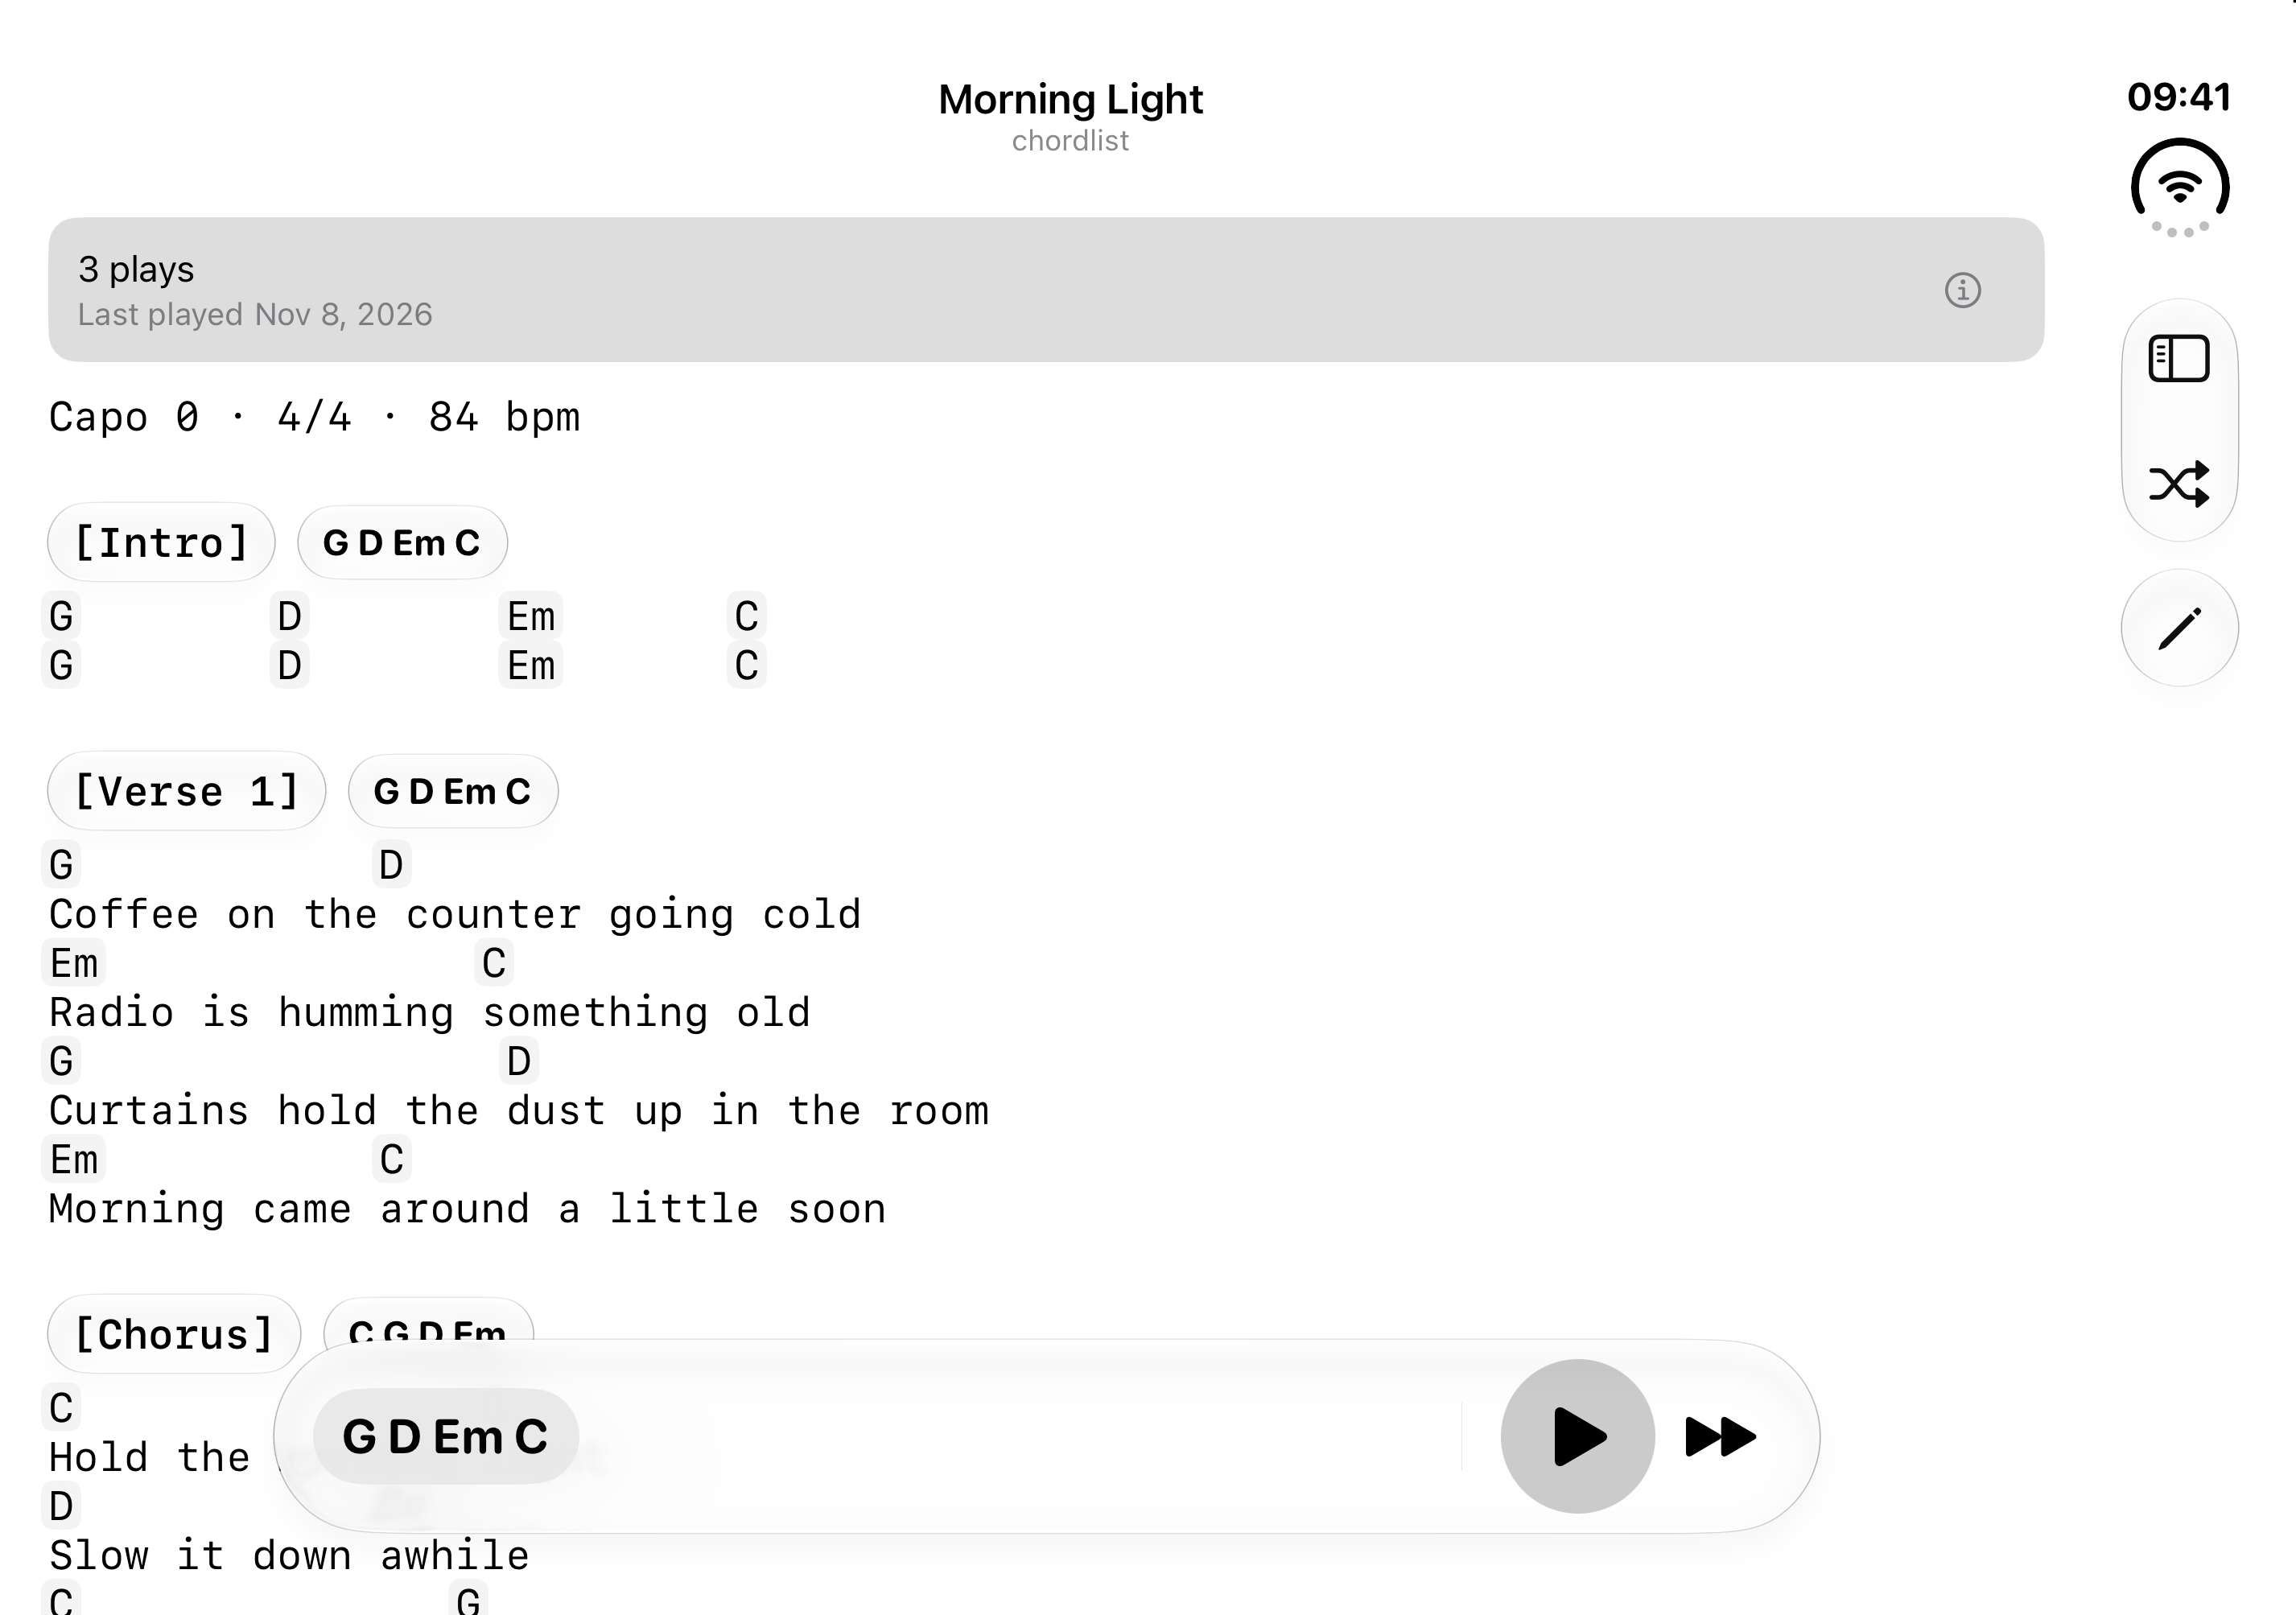 Morning Light
chordlist
09:41
3 plays
Last played Nov 8, 2026
Capo 0 · 4/4 · 84 bpm
[Intro] G D Em C
G D Em C
G D Em C
[Verse 1] G D Em C
G D
Coffee on the counter going cold
Em C
Radio is humming something old
G D
Curtains hold the dust up in the room
Em C
Morning came around a little soon
[Chorus] C G D Em
C
Hold the
G D Em C
D
Slow it down awhile
C G